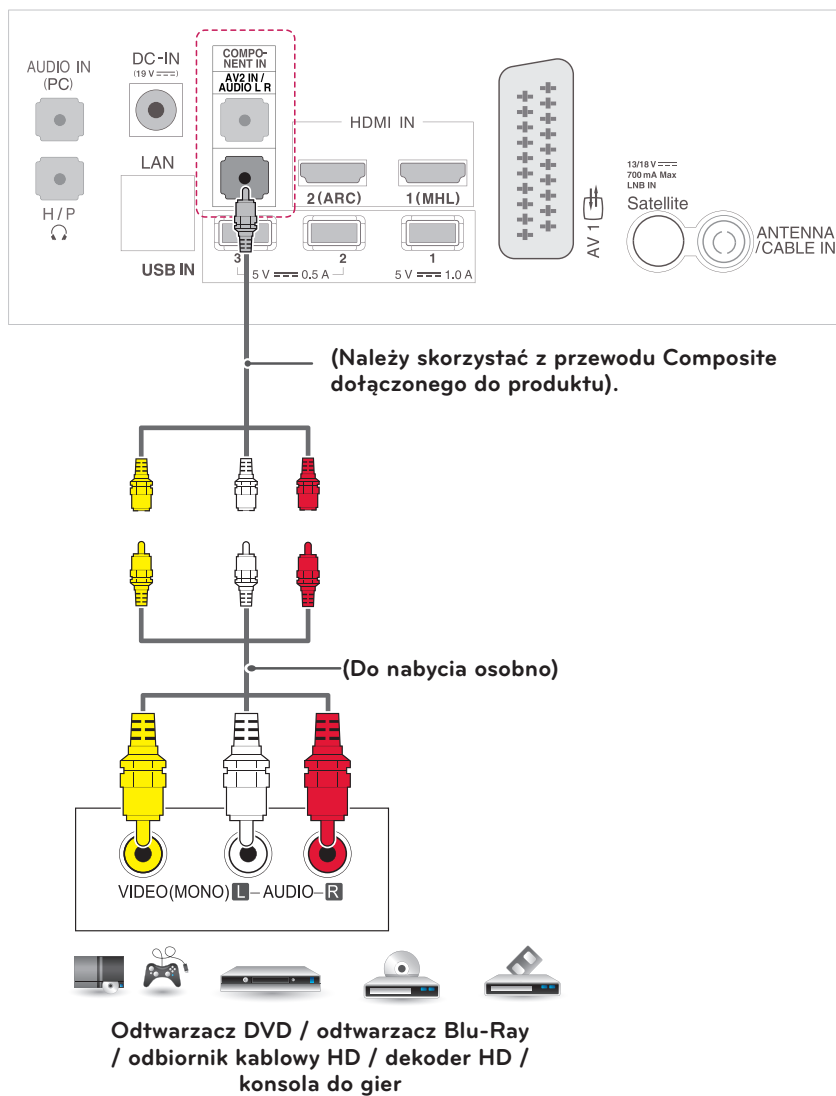 AUDIO IN
(PC)
H/P
DC-IN
(19 V ⎓)
LAN
USB IN
COMPO-
NENT IN
AV2 IN /
AUDIO L R
HDMI IN
2 (ARC)
1 (MHL)
3
2
1
5 V ⎓ 0.5 A
5 V ⎓ 1.0 A
AV 1
13/18 V ⎓
700 mA Max
LNB IN
Satellite
ANTENNA
/CABLE IN
(Należy skorzystać z przewodu Composite
dołączonego do produktu).
(Do nabycia osobno)
VIDEO (MONO) L – AUDIO – R
Odtwarzacz DVD / odtwarzacz Blu-Ray
/ odbiornik kablowy HD / dekoder HD /
konsola do gier